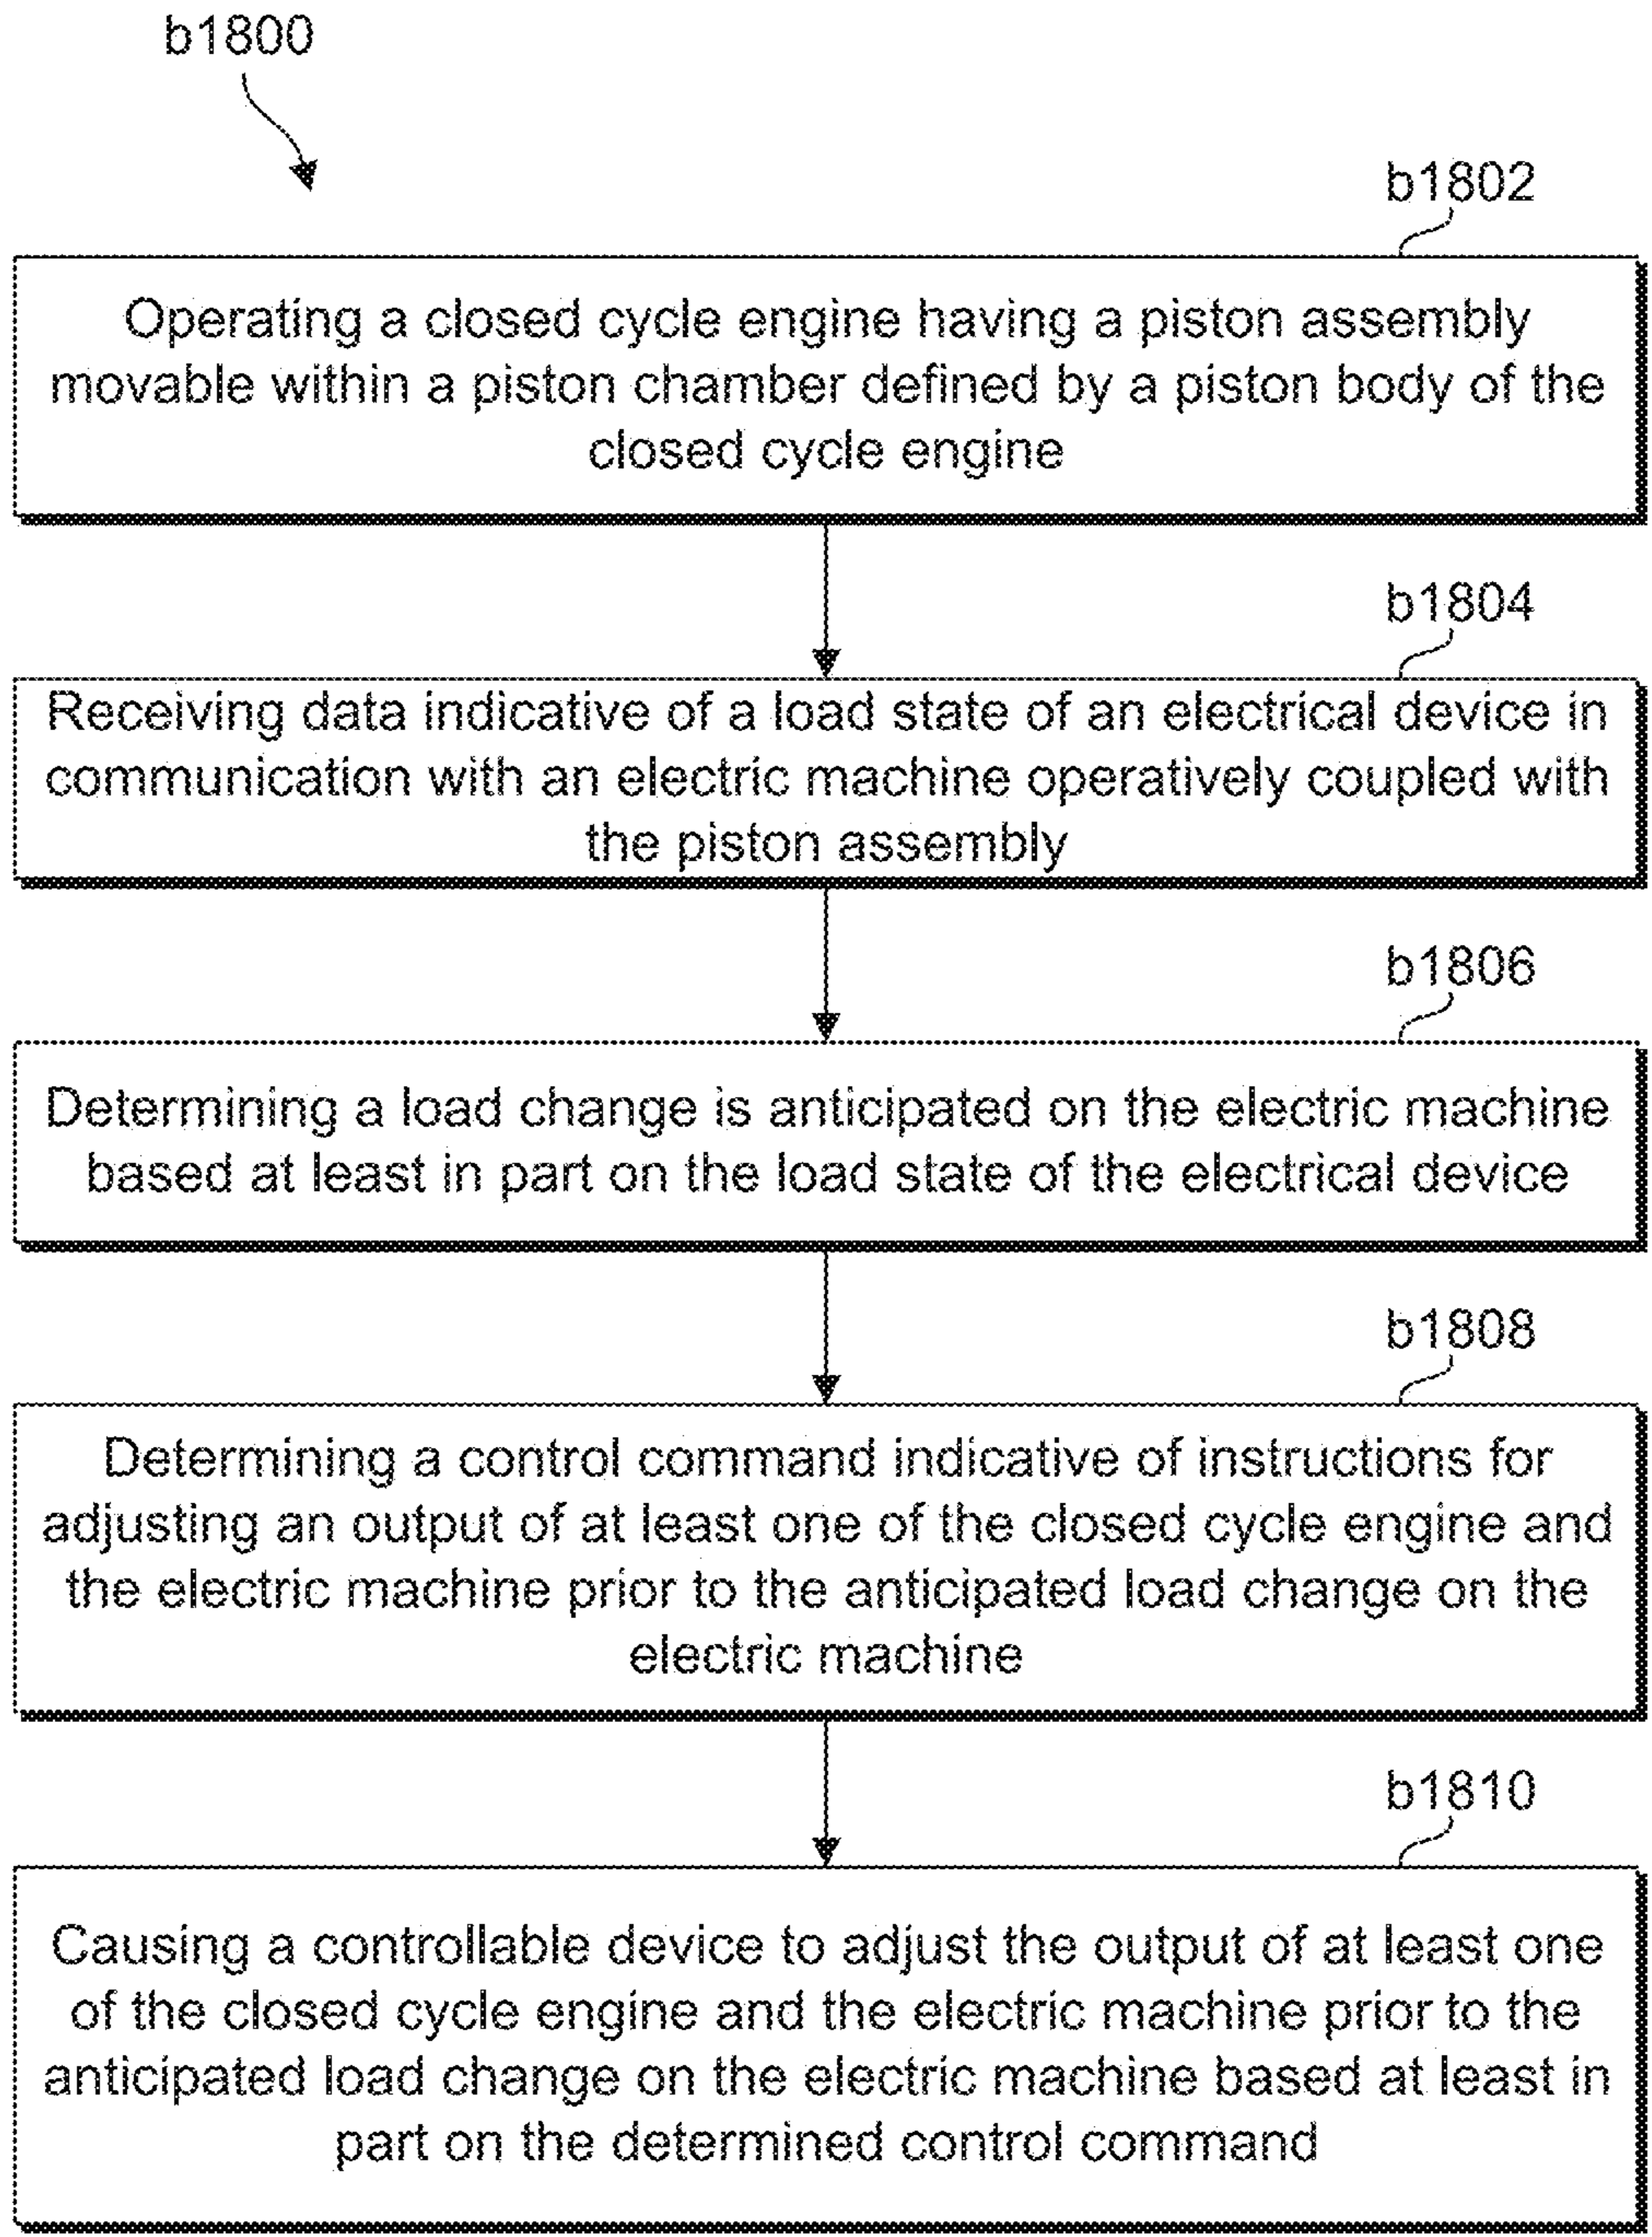 b1800
b1802
Operating a closed cycle engine having a piston assembly
movable within a piston chamber defined by a piston body of the
closed cycle engine
b1804
Receiving data indicative of a load state of an electrical device in
communication with an electric machine operatively coupled with
the piston assembly
b1806
Determining a load change is anticipated on the electric machine
based at least in part on the load state of the electrical device
b1808
Determining a control command indicative of instructions for
adjusting an output of at least one of the closed cycle engine and
the electric machine prior to the anticipated load change on the
electric machine
b1810
Causing a controllable device to adjust the output of at least one
of the closed cycle engine and the electric machine prior to the
anticipated load change on the electric machine based at least in
part on the determined control command